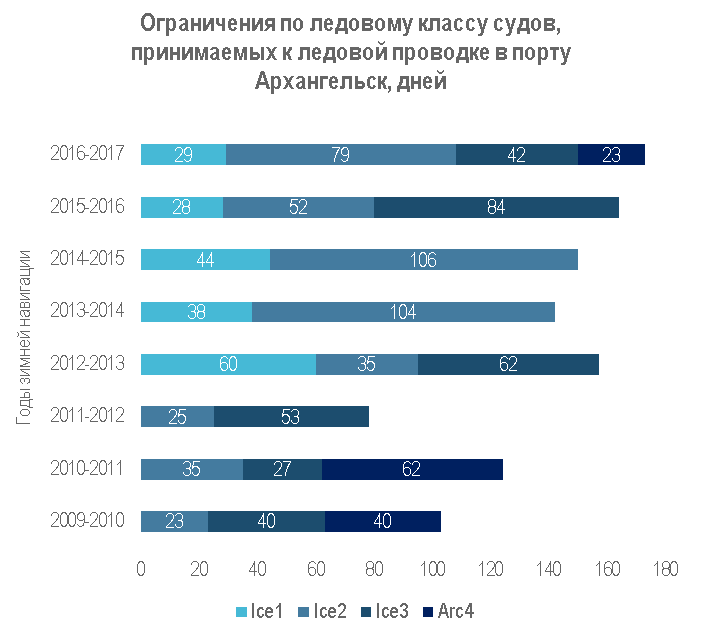 Ограничения по ледовому классу судов,
принимаемых к ледовой проводке в порту
Архангельск, дней
Годы зимней навигации
2016-2017 29 79 42 23
2015-2016 28 52 84
2014-2015 44 106
2013-2014 38 104
2012-2013 60 35 62
2011-2012 25 53
2010-2011 35 27 62
2009-2010 23 40 40
0 20 40 60 80 100 120 140 160 180
Ice1 Ice2 Ice3 Arc4